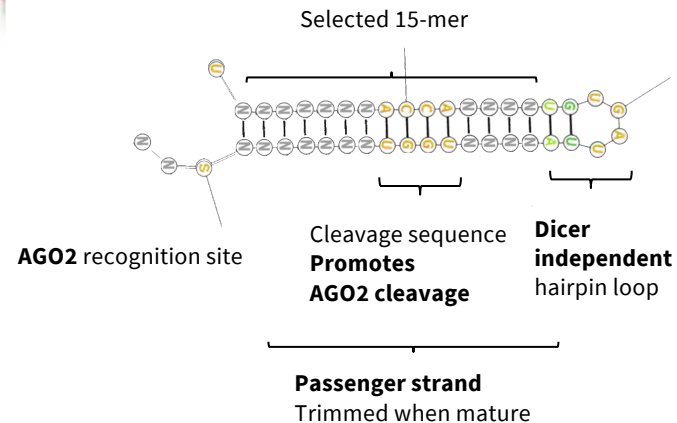 Selected 15-mer
U
N N N N N N N A C C A N N N N U G U G A U
N N S N N N N N N N U G G U N N N N A U
AGO2 recognition site
Cleavage sequence
Promotes
AGO2 cleavage
Dicer
independent
hairpin loop
Passenger strand
Trimmed when mature